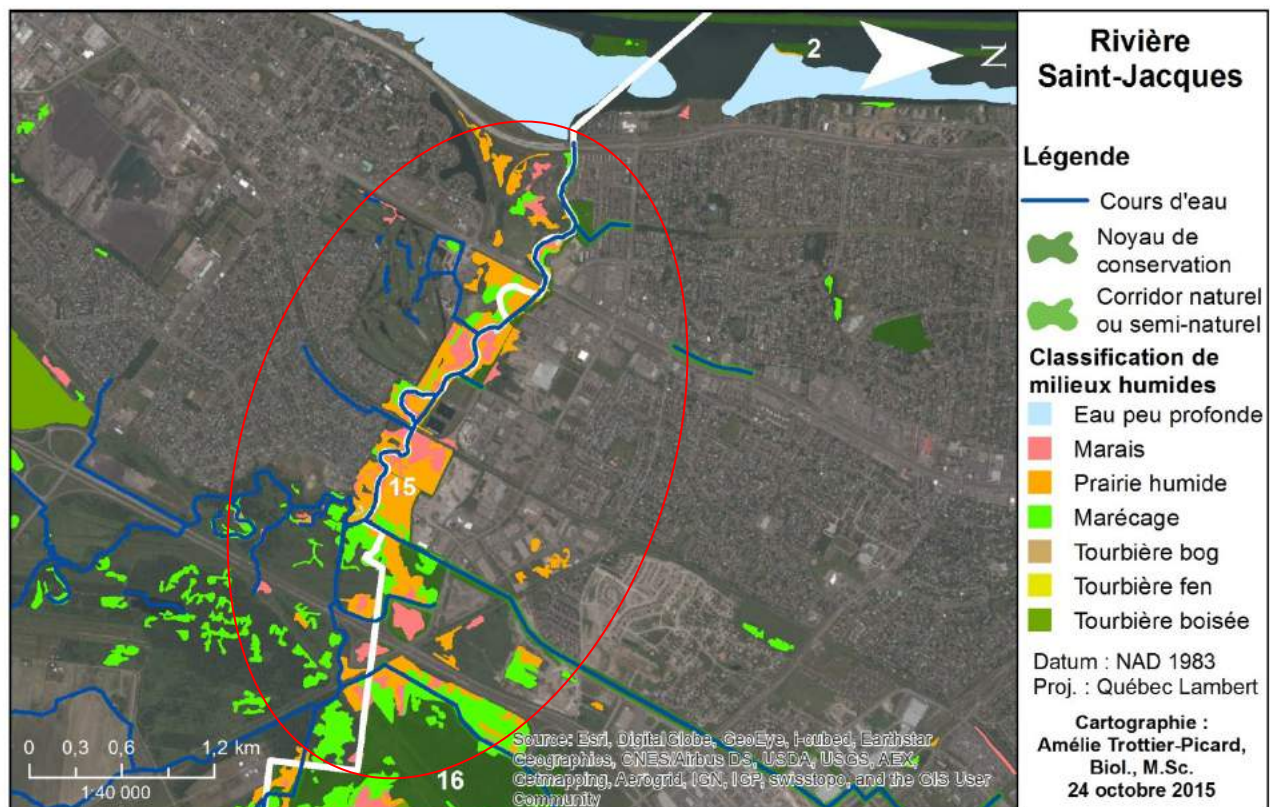 2
N
15
16
0 0,3 0,6 1,2 km
1:40 000
Source: Esri, DigitalGlobe, GeoEye, i-cubed, Earthstar
Geographics, CNES/Airbus DS, USDA, USGS, AEX,
Getmapping, Aerogrid, IGN, IGP, swisstopo, and the GIS User
Community
Rivière
Saint-Jacques
Légende
Cours d'eau
Noyau de
conservation
Corridor naturel
ou semi-naturel
Classification de
milieux humides
Eau peu profonde
Marais
Prairie humide
Marécage
Tourbière bog
Tourbière fen
Tourbière boisée
Datum : NAD 1983
Proj. : Québec Lambert
Cartographie :
Amélie Trottier-Picard,
Biol., M.Sc.
24 octobre 2015